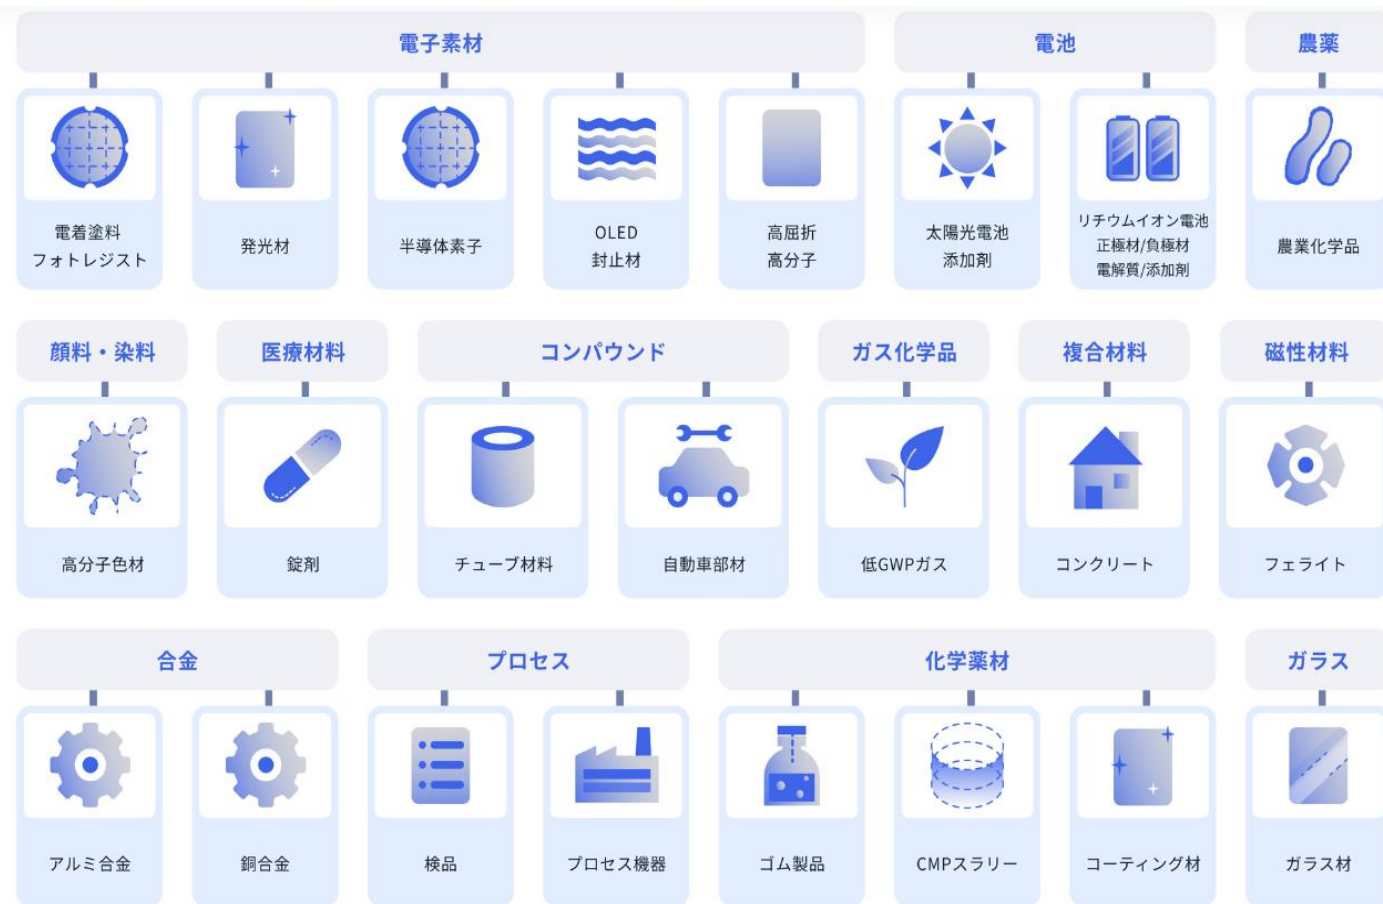 電子素材
電池
農薬
電着塗料
フォトレジスト
発光材
半導体素子
OLED
封止材
高屈折
高分子
太陽光電池
添加剤
リチウムイオン電池
正極材/負極材
電解質/添加剤
農業化学品
顔料・染料
医療材料
コンパウンド
ガス化学品
複合材料
磁性材料
高分子色材
錠剤
チューブ材料
自動車部材
低GWPガス
コンクリート
フェライト
合金
プロセス
化学薬材
ガラス
アルミ合金
銅合金
検品
プロセス機器
ゴム製品
CMPスラリー
コーティング材
ガラス材